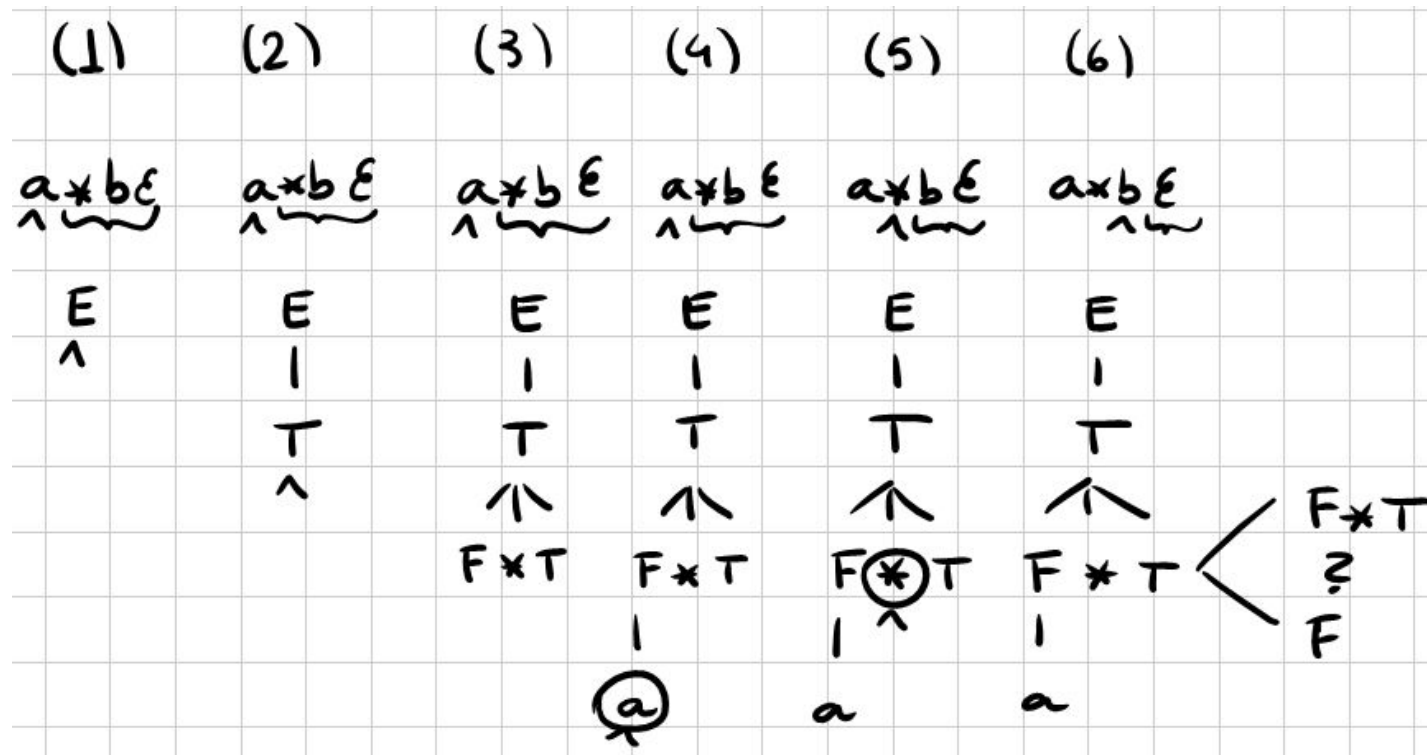 (1) (2) (3) (4) (5) (6)
a*bε a*bε a*bε a*bε a*bε a*bε
E E E E E E
T T T T T
F*T
F*T F*T F*T F*T ?
F
a a a